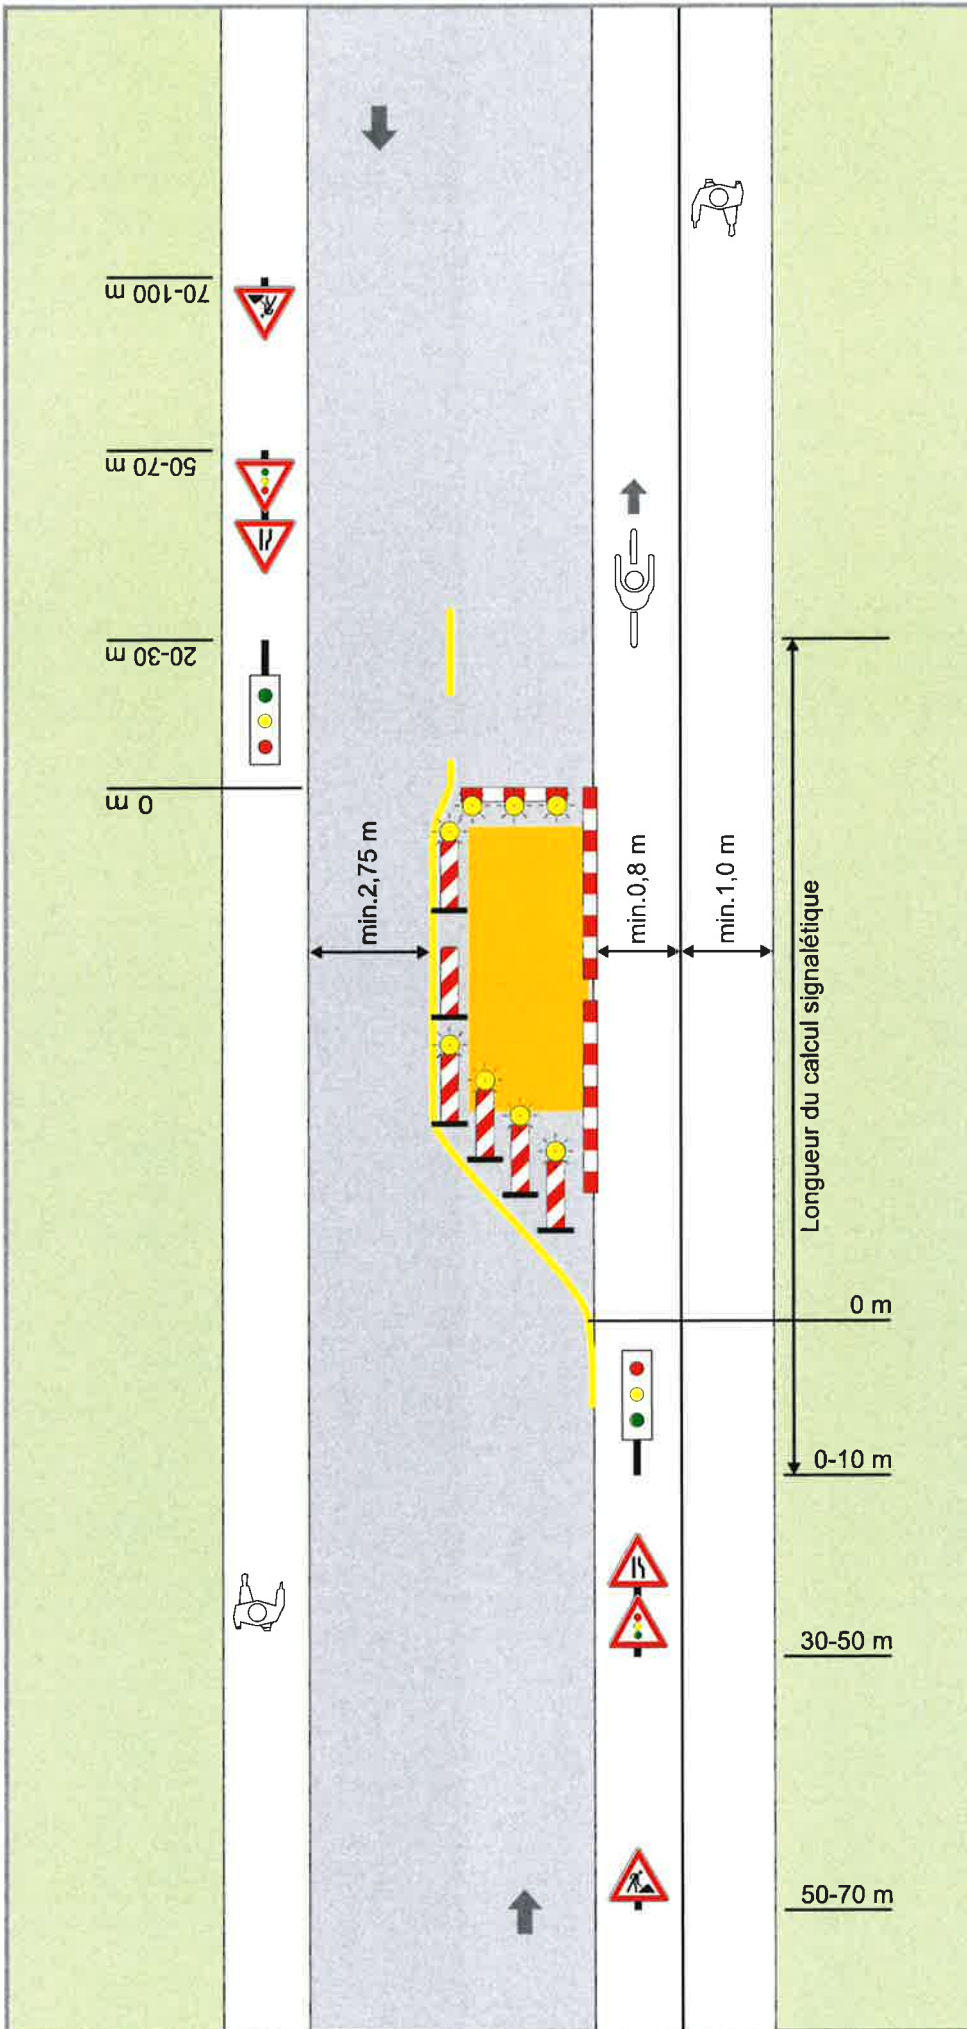 70-100 m
50-70 m
20-30 m
0 m
min.2,75 m
min.0,8 m
min.1,0 m
Longueur du calcul signalétique
0 m
0-10 m
30-50 m
50-70 m